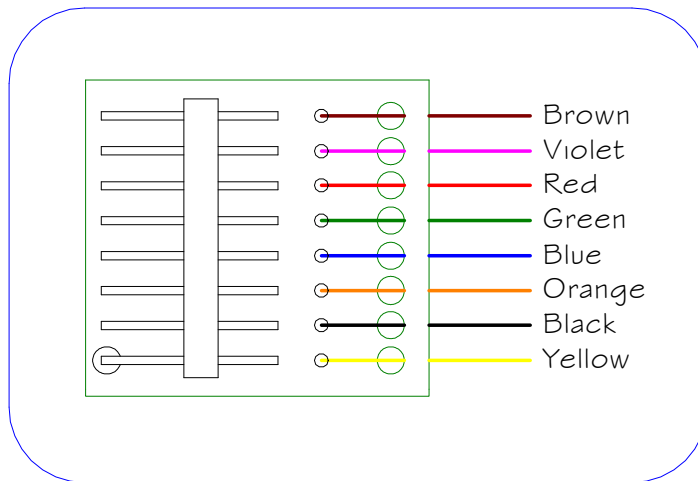 Brown
Violet
Red
Green
Blue
Orange
Black
Yellow